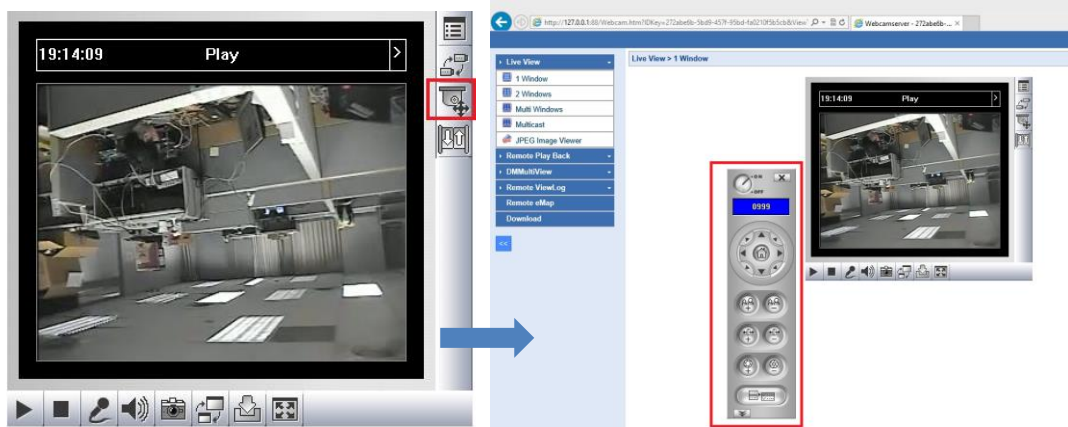 19:14:09 Play >
http://127.0.0.1:80/Webcam.htm?IDKey=272abe6b-5bd9-457f-95bd-fa0210f5b5cb&View
Webcamserver - 272abe6b-...
Live View
1 Window
2 Windows
Multi Windows
Multicast
JPEG Image Viewer
Remote Play Back
DMMultiView
Remote ViewLog
Remote eMap
Download
<<
Live View > 1 Window
19:14:09 Play >
ON
OFF
0999